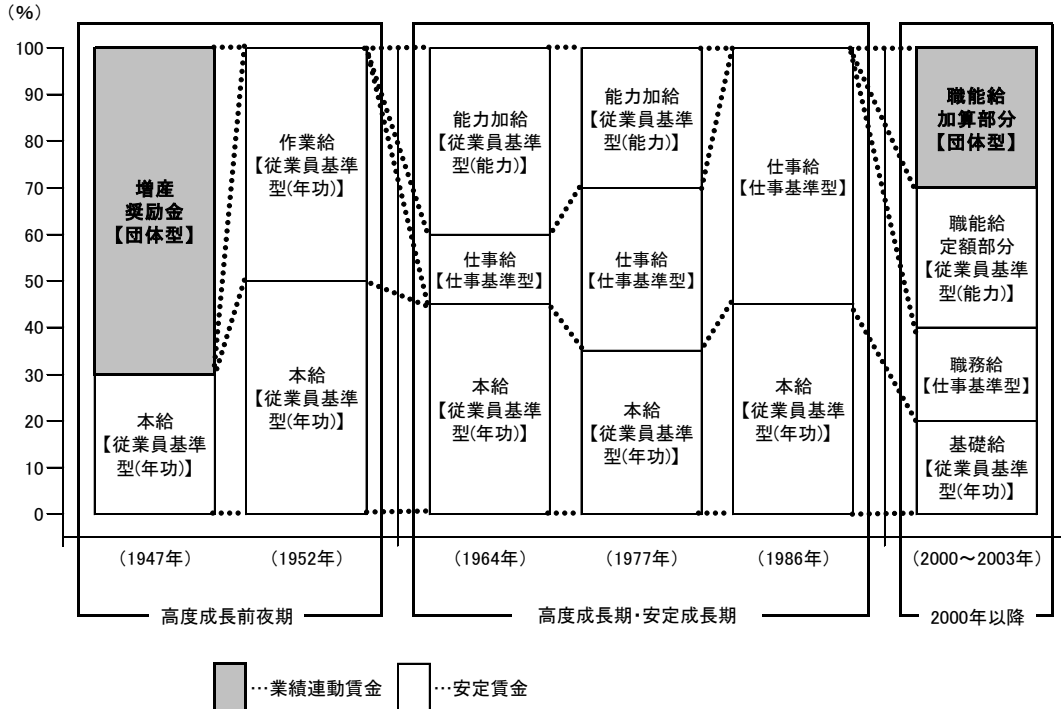 (%)
100
90
80
70
60
50
40
30
20
10
0
増産
奨励金
【団体型】
本給
【従業員基準
型(年功)】
作業給
【従業員基準
型(年功)】
本給
【従業員基準
型(年功)】
能力加給
【従業員基準
型(能力)】
仕事給
【仕事基準型】
本給
【従業員基準
型(年功)】
能力加給
【従業員基準
型(能力)】
仕事給
【仕事基準型】
本給
【従業員基準
型(年功)】
仕事給
【仕事基準型】
本給
【従業員基準
型(年功)】
職能給
加算部分
【団体型】
職能給
定額部分
【従業員基準
型(能力)】
職務給
【仕事基準型】
基礎給
【従業員基準
型(年功)】
(1947年)
(1952年)
(1964年)
(1977年)
(1986年)
(2000~2003年)
高度成長前夜期
高度成長期・安定成長期
2000年以降
…業績連動賃金
…安定賃金